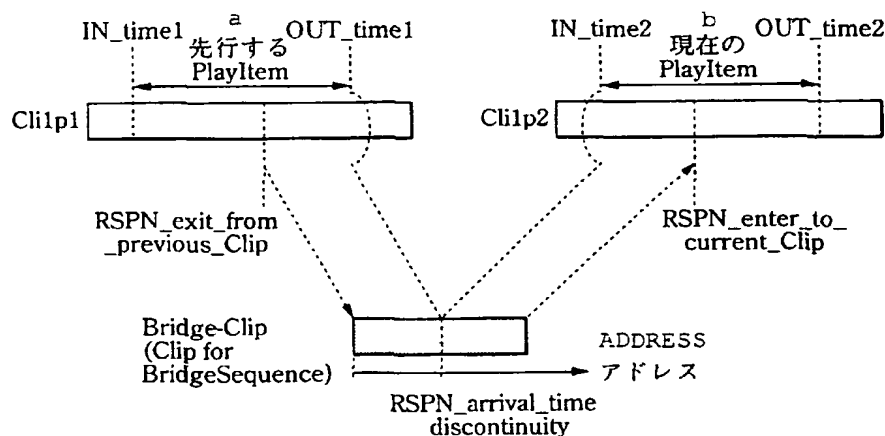 a
IN_time1
先行する
OUT_time1
PlayItem
Cli1p1
b
IN_time2
現在の
OUT_time2
PlayItem
Cli1p2
RSPN_exit_from
_previous_Clip
RSPN_enter_to_
current_Clip
Bridge-Clip
(Clip for
BridgeSequence)
ADDRESS
アドレス
RSPN_arrival_time
discontinuity